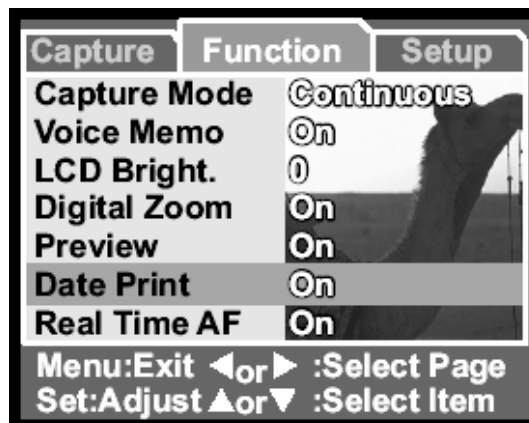 Capture Function Setup
Capture Mode Continuous
Voice Memo On
LCD Bright. 0
Digital Zoom On
Preview On
Date Print On
Real Time AF On
Menu:Exit ◀or▶ :Select Page
Set:Adjust ▲or▼ :Select Item